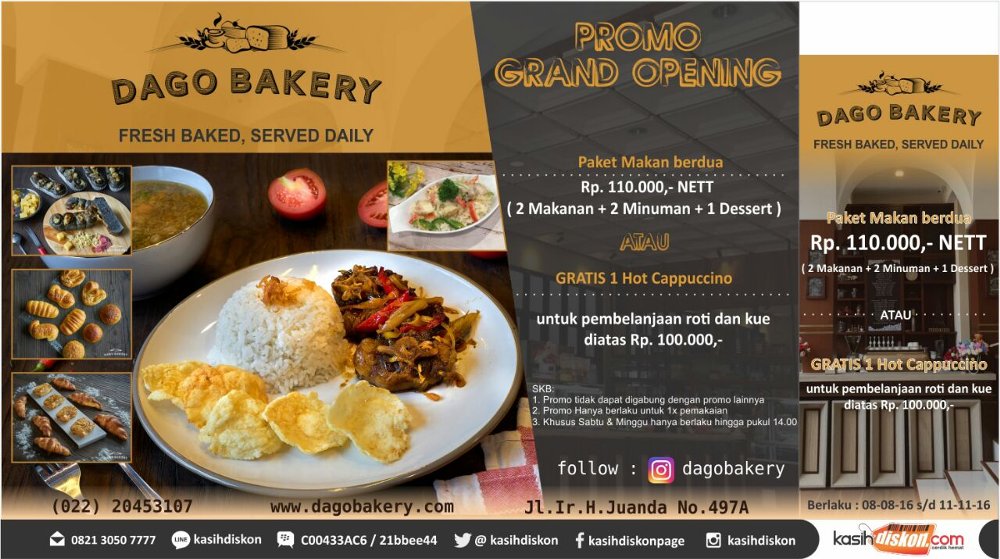 DAGO BAKERY
FRESH BAKED, SERVED DAILY
(022) 20453107
www.dagobakery.com
PROMO
GRAND OPENING
Paket Makan berdua
Rp. 110.000,- NETT
( 2 Makanan + 2 Minuman + 1 Dessert )
ATAU
GRATIS 1 Hot Cappuccino
untuk pembelanjaan roti dan kue
diatas Rp. 100.000,-
SKB:
1. Promo tidak dapat digabung dengan promo lainnya
2. Promo Hanya berlaku untuk 1x pemakaian
3. Khusus Sabtu & Minggu hanya berlaku hingga pukul 14.00
follow : dagobakery
Jl.Ir.H.Juanda No.497A
DAGO BAKERY
FRESH BAKED, SERVED DAILY
Paket Makan berdua
Rp. 110.000,- NETT
( 2 Makanan + 2 Minuman + 1 Dessert )
ATAU
GRATIS 1 Hot Cappuccino
untuk pembelanjaan roti dan kue
diatas Rp. 100.000,-
Berlaku : 08-08-16 s/d 11-11-16
0821 3050 7777 LINE kasihdiskon C00433AC6 / 21bbee44 @ kasihdiskon kasihdiskonpage kasihdiskon
kasihdiskon.com
cerdik hemat